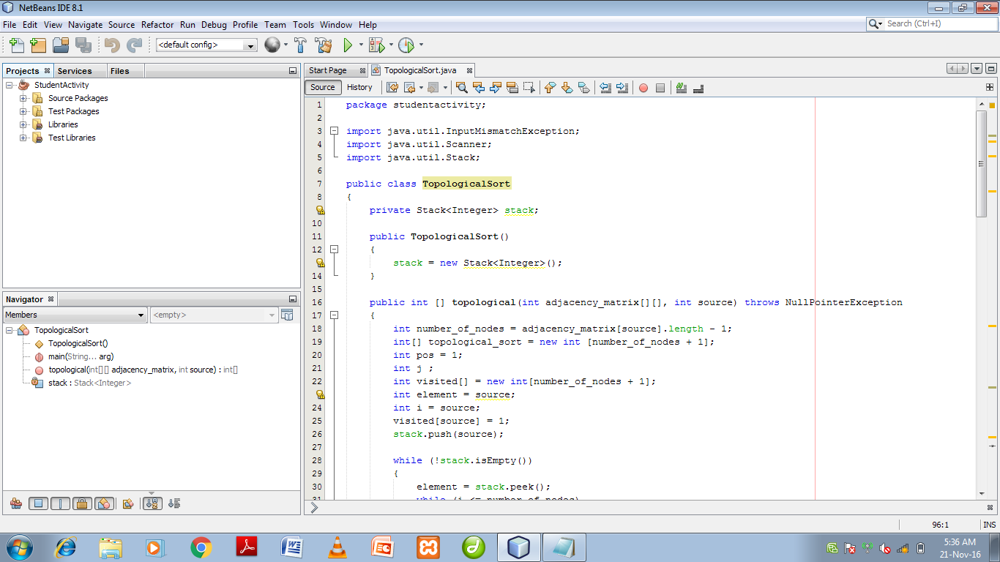 NetBeans IDE 8.1
File Edit View Navigate Source Refactor Run Debug Profile Team Tools Window Help
Search (Ctrl+I)
<default config>
Projects Services Files
StudentActivity
Source Packages
Test Packages
Libraries
Test Libraries
Navigator
Members <empty>
TopologicalSort
TopologicalSort()
main(String... arg)
topological(int[][] adjacency_matrix, int source) : int[]
stack : Stack<Integer>
Start Page TopologicalSort.java
Source History
1 package studentactivity;
2
3 import java.util.InputMismatchException;
4 import java.util.Scanner;
5 import java.util.Stack;
6
7 public class TopologicalSort
8 {
private Stack<Integer> stack;
10
11 public TopologicalSort()
12 {
stack = new Stack<Integer>();
14 }
15
16 public int [] topological(int adjacency_matrix[][], int source) throws NullPointerException
17 {
18 int number_of_nodes = adjacency_matrix[source].length - 1;
19 int[] topological_sort = new int [number_of_nodes + 1];
20 int pos = 1;
21 int j ;
22 int visited[] = new int[number_of_nodes + 1];
int element = source;
24 int i = source;
25 visited[source] = 1;
26 stack.push(source);
27
28 while (!stack.isEmpty())
29 {
30 element = stack.peek();
31 while (i <= number_of_nodes)
96:1 INS
5:36 AM
21-Nov-16